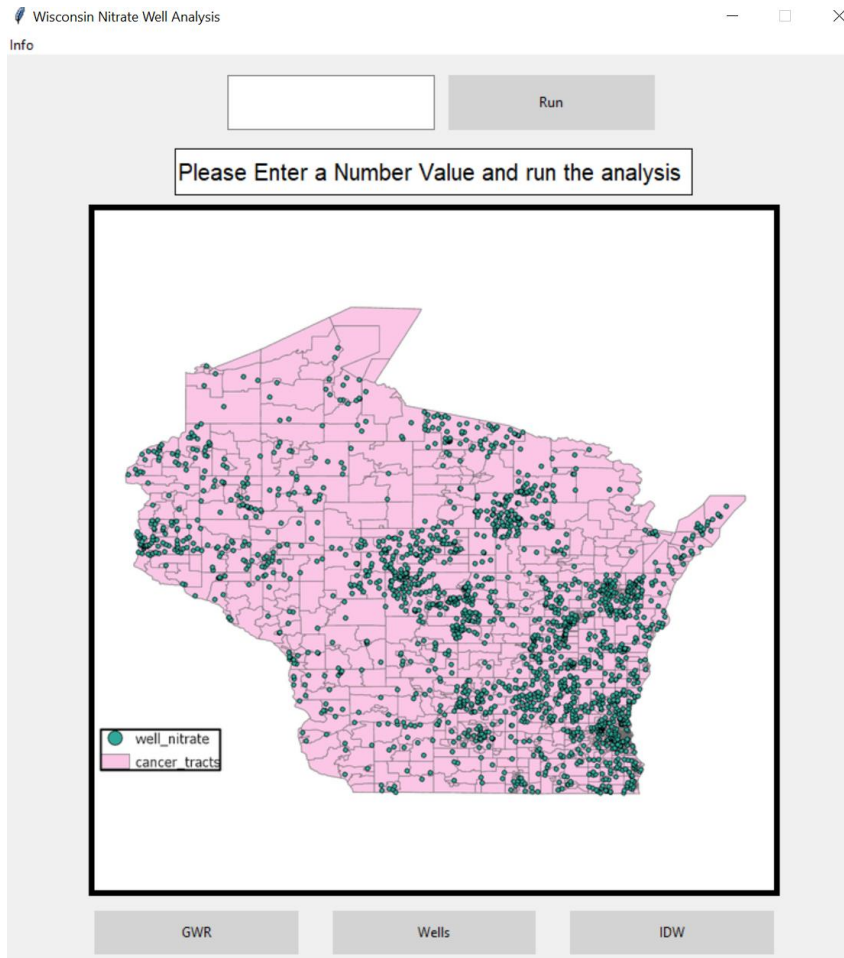 Wisconsin Nitrate Well Analysis
Info
Run
Please Enter a Number Value and run the analysis
well_nitrate
cancer_tracts
GWR
Wells
IDW